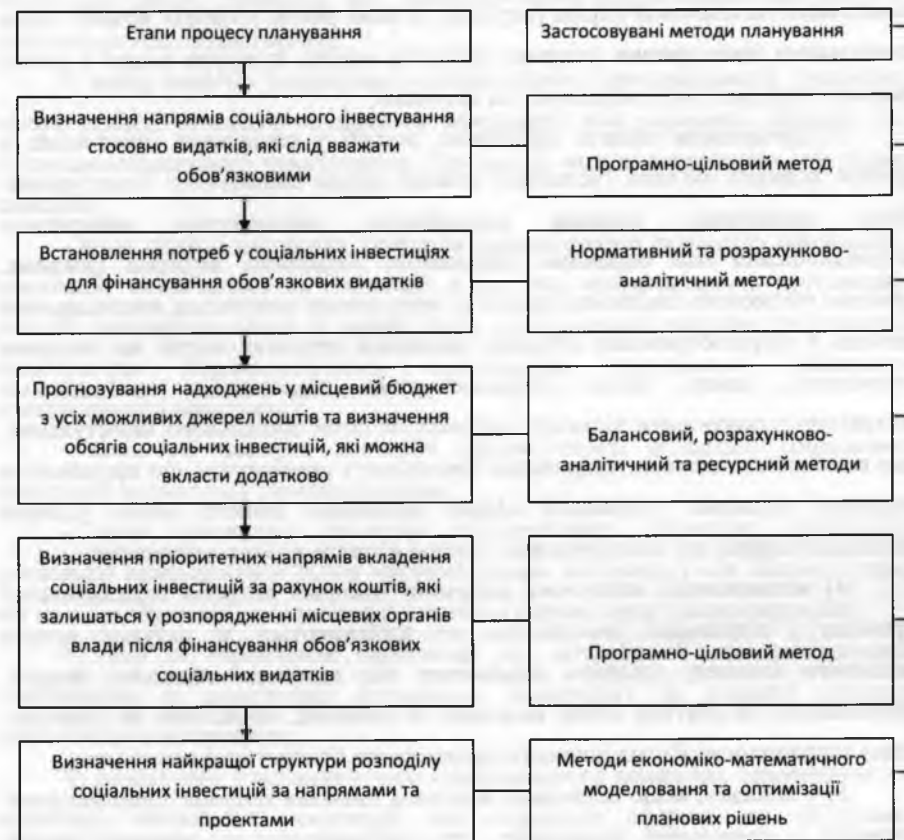 Етапи процесу планування
Застосовувані методи планування
Визначення напрямів соціального інвестування
стосовно видатків, які слід вважати
обов’язковими
Програмно-цільовий метод
Встановлення потреб у соціальних інвестиціях
для фінансування обов’язкових видатків
Нормативний та розрахунково-
аналітичний методи
Прогнозування надходжень у місцевий бюджет
з усіх можливих джерел коштів та визначення
обсягів соціальних інвестицій, які можна
вкласти додатково
Балансовий, розрахунково-
аналітичний та ресурсний методи
Визначення пріоритетних напрямів вкладення
соціальних інвестицій за рахунок коштів, які
залишаться у розпорядженні місцевих органів
влади після фінансування обов’язкових
соціальних видатків
Програмно-цільовий метод
Визначення найкращої структури розподілу
соціальних інвестицій за напрямами та
проектами
Методи економіко-математичного
моделювання та оптимізації
планових рішень